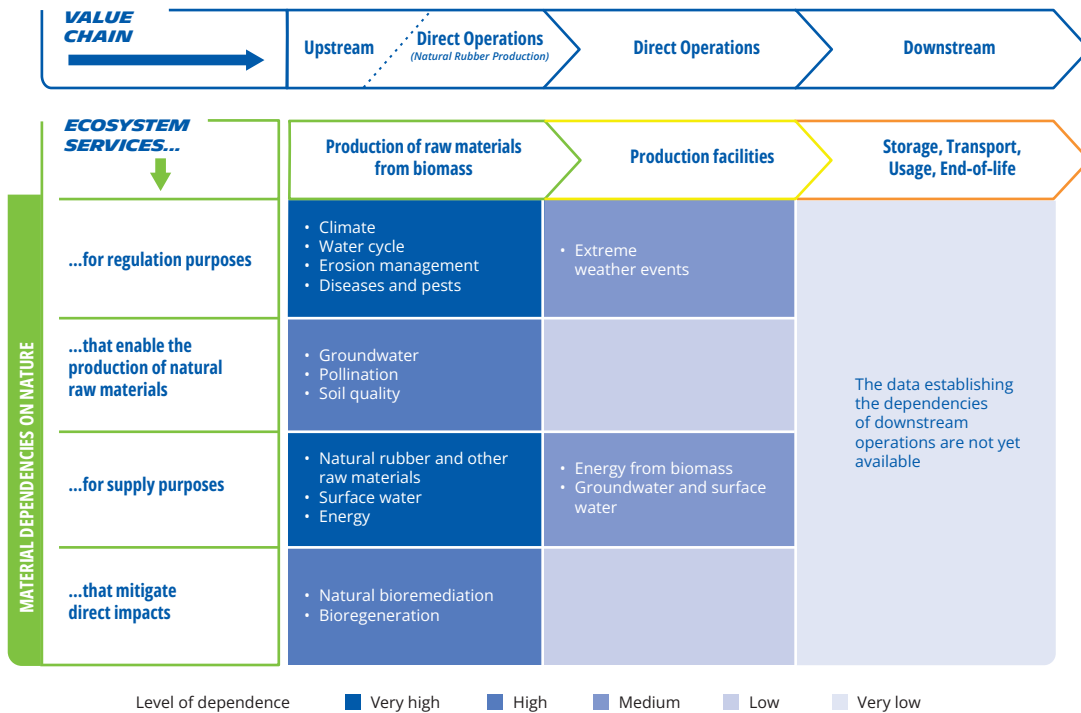 VALUE
CHAIN
Upstream
Direct Operations
(Natural Rubber Production)
Direct Operations
Downstream
ECOSYSTEM
SERVICES...
Production of raw materials
from biomass
Production facilities
Storage, Transport,
Usage, End-of-life
MATERIAL DEPENDENCIES ON NATURE
...for regulation purposes
• Climate
• Water cycle
• Erosion management
• Diseases and pests
• Extreme
weather events
...that enable the
production of natural
raw materials
• Groundwater
• Pollination
• Soil quality
The data establishing
the dependencies
of downstream
operations are not yet
available
...for supply purposes
• Natural rubber and other
raw materials
• Surface water
• Energy
• Energy from biomass
• Groundwater and surface
water
...that mitigate
direct impacts
• Natural bioremediation
• Bioregeneration
Level of dependence
Very high
High
Medium
Low
Very low